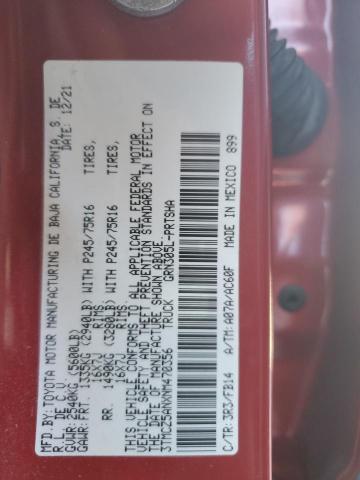 MFD.BY:TOYOTA MOTOR MANUFACTURING DE BAJA CALIFORNIA, S. DE
R.L. DE C.V. DATE: 12/21
GVWR: 2540KG (5600LB)
GAWR: FRT. 1335KG (2940LB) WITH P245/75R16 TIRES,
16X7J RIMS,
RR. 1490KG (3280LB) WITH P245/75R16 TIRES,
16X7J RIMS,
THIS VEHICLE CONFORMS TO ALL APPLICABLE FEDERAL MOTOR
VEHICLE SAFETY AND THEFT PREVENTION STANDARDS IN EFFECT ON
THE DATE OF MANUFACTURE SHOWN ABOVE.
3TMCZ5ANXNM470356 TRUCK GRN305L-PRTSHA
C/TR: 3R3/FB14 A/TM: A07A/AC60F MADE IN MEXICO 899